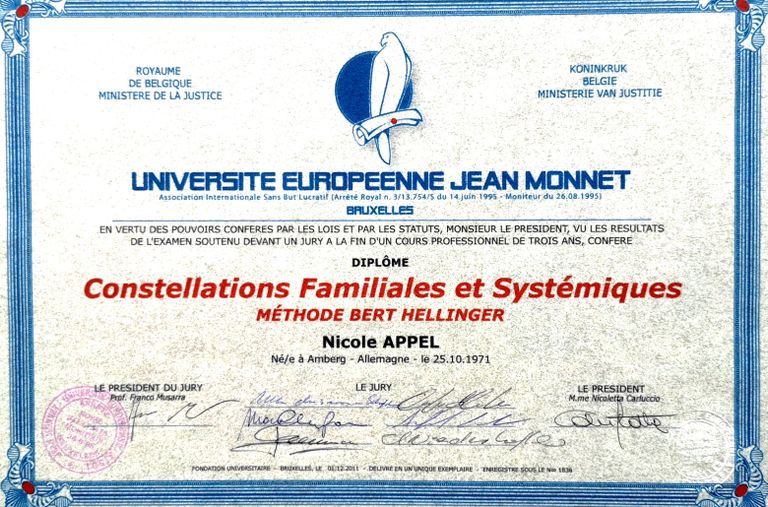 ROYAUME
DE BELGIQUE
MINISTERE DE LA JUSTICE
KONINKRUK
BELGIE
MINISTERIE VAN JUSTITIE
UNIVERSITE EUROPEENNE JEAN MONNET
Association Internationale Sans But Lucratif (Arrêté Royal n. 3/13.754/S du 14 juin 1995 - Moniteur du 26.08.1995)
BRUXELLES
EN VERTU DES POUVOIRS CONFERES PAR LES LOIS ET PAR LES STATUTS, MONSIEUR LE PRESIDENT, VU LES RESULTATS
DE L'EXAMEN SOUTENU DEVANT UN JURY A LA FIN D'UN COURS PROFESSIONNEL DE TROIS ANS, CONFERE
DIPLÔME
Constellations Familiales et Systémiques
MÉTHODE BERT HELLINGER
Nicole APPEL
Né/e à Amberg - Allemagne - le 25.10.1971
LE PRESIDENT DU JURY
Prof. Franco Musarra
LE JURY
LE PRESIDENT
M.me Nicoletta Carluccio
FONDATION UNIVERSITAIRE - BRUXELLES, LE 01.12.2011 - DELIVRE EN UN UNIQUE EXEMPLAIRE - ENREGISTRE SOUS LE Nm 1836